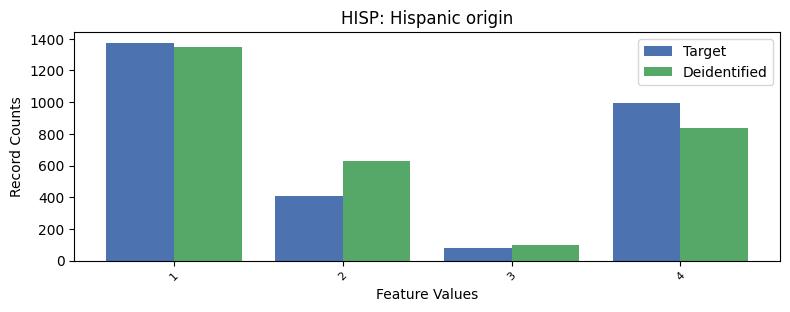 HISP: Hispanic origin
Target
Deidentified
Record Counts
1400
1200
1000
800
600
400
200
0
1
2
3
4
Feature Values